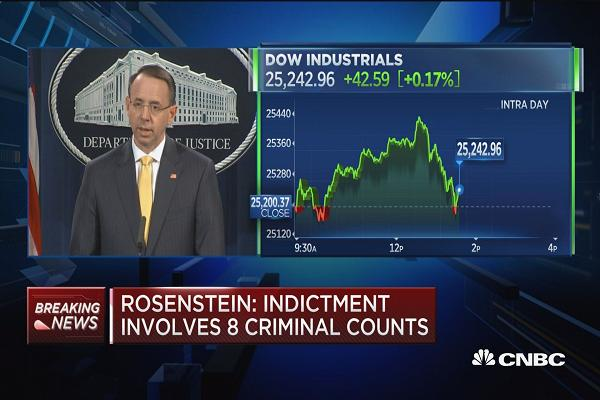 DEPARTMENT OF JUSTICE
DOW INDUSTRIALS
25,242.96 +42.59 [+0.17%]
INTRA DAY
25440
25360
25280
25,242.96
25,200.37
CLOSE
25120
9:30A 12P 2P 4P
BREAKING
NEWS
ROSENSTEIN: INDICTMENT
INVOLVES 8 CRIMINAL COUNTS
CNBC